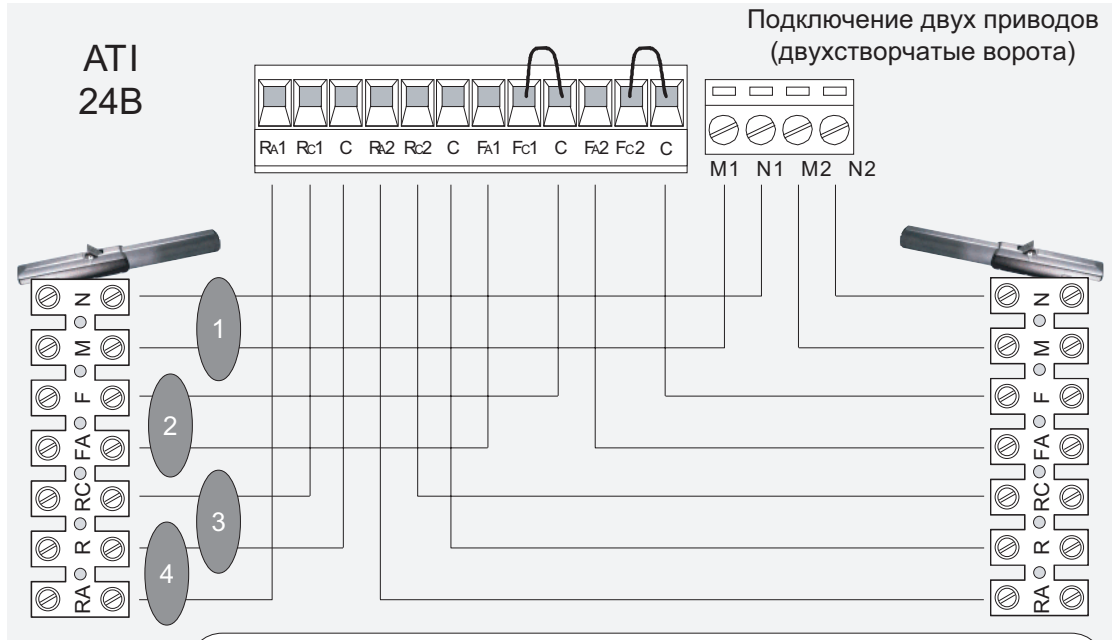 Подключение двух приводов
(двухстворчатые ворота)
ATI
24В
RA1 RC1 C RA2 RC2 C FA1 FC1 C FA2 FC2 C
M1 N1 M2 N2
N
M
F
FA
RC
R
RA
1
2
3
4
N
M
F
FA
RC
R
RA